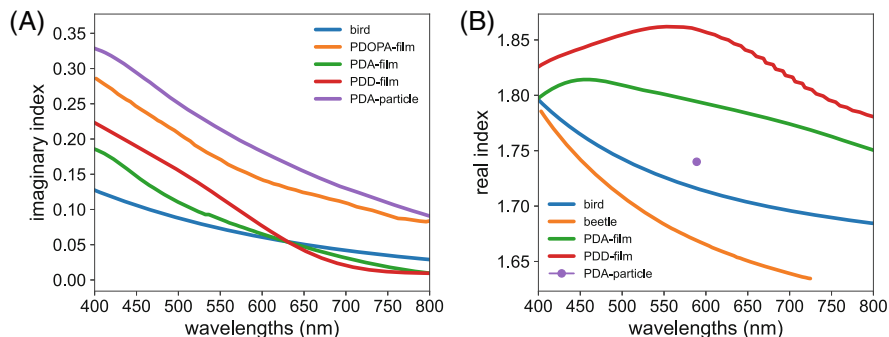 (A)
0.35
0.30
0.25
0.20
0.15
0.10
0.05
0.00
imaginary index
bird
PDOPA-film
PDA-film
PDD-film
PDA-particle
400 450 500 550 600 650 700 750 800
wavelengths (nm)
(B)
1.85
1.80
1.75
1.70
1.65
real index
bird
beetle
PDA-film
PDD-film
PDA-particle
400 450 500 550 600 650 700 750 800
wavelengths (nm)